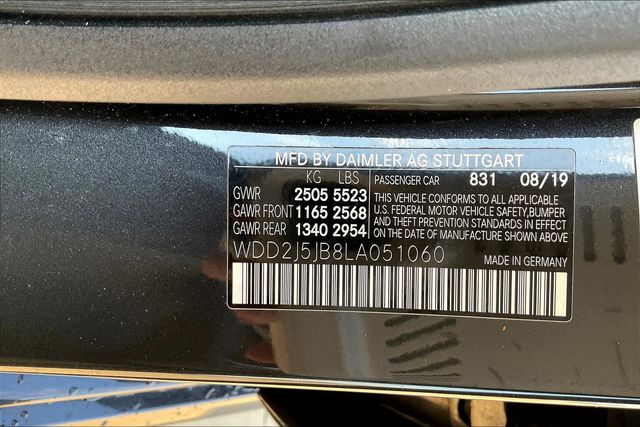 MFD BY DAIMLER AG STUTTGART
KG LBS PASSENGER CAR 831 08/19
GVWR 2505 5523
GAWR FRONT 1165 2568
GAWR REAR 1340 2954
THIS VEHICLE CONFORMS TO ALL APPLICABLE
U.S. FEDERAL MOTOR VEHICLE SAFETY, BUMPER
AND THEFT PREVENTION STANDARDS IN EFFECT
ON DATE OF MANUFACTURE SHOWN ABOVE
WDD2J5JB8LA051060 MADE IN GERMANY